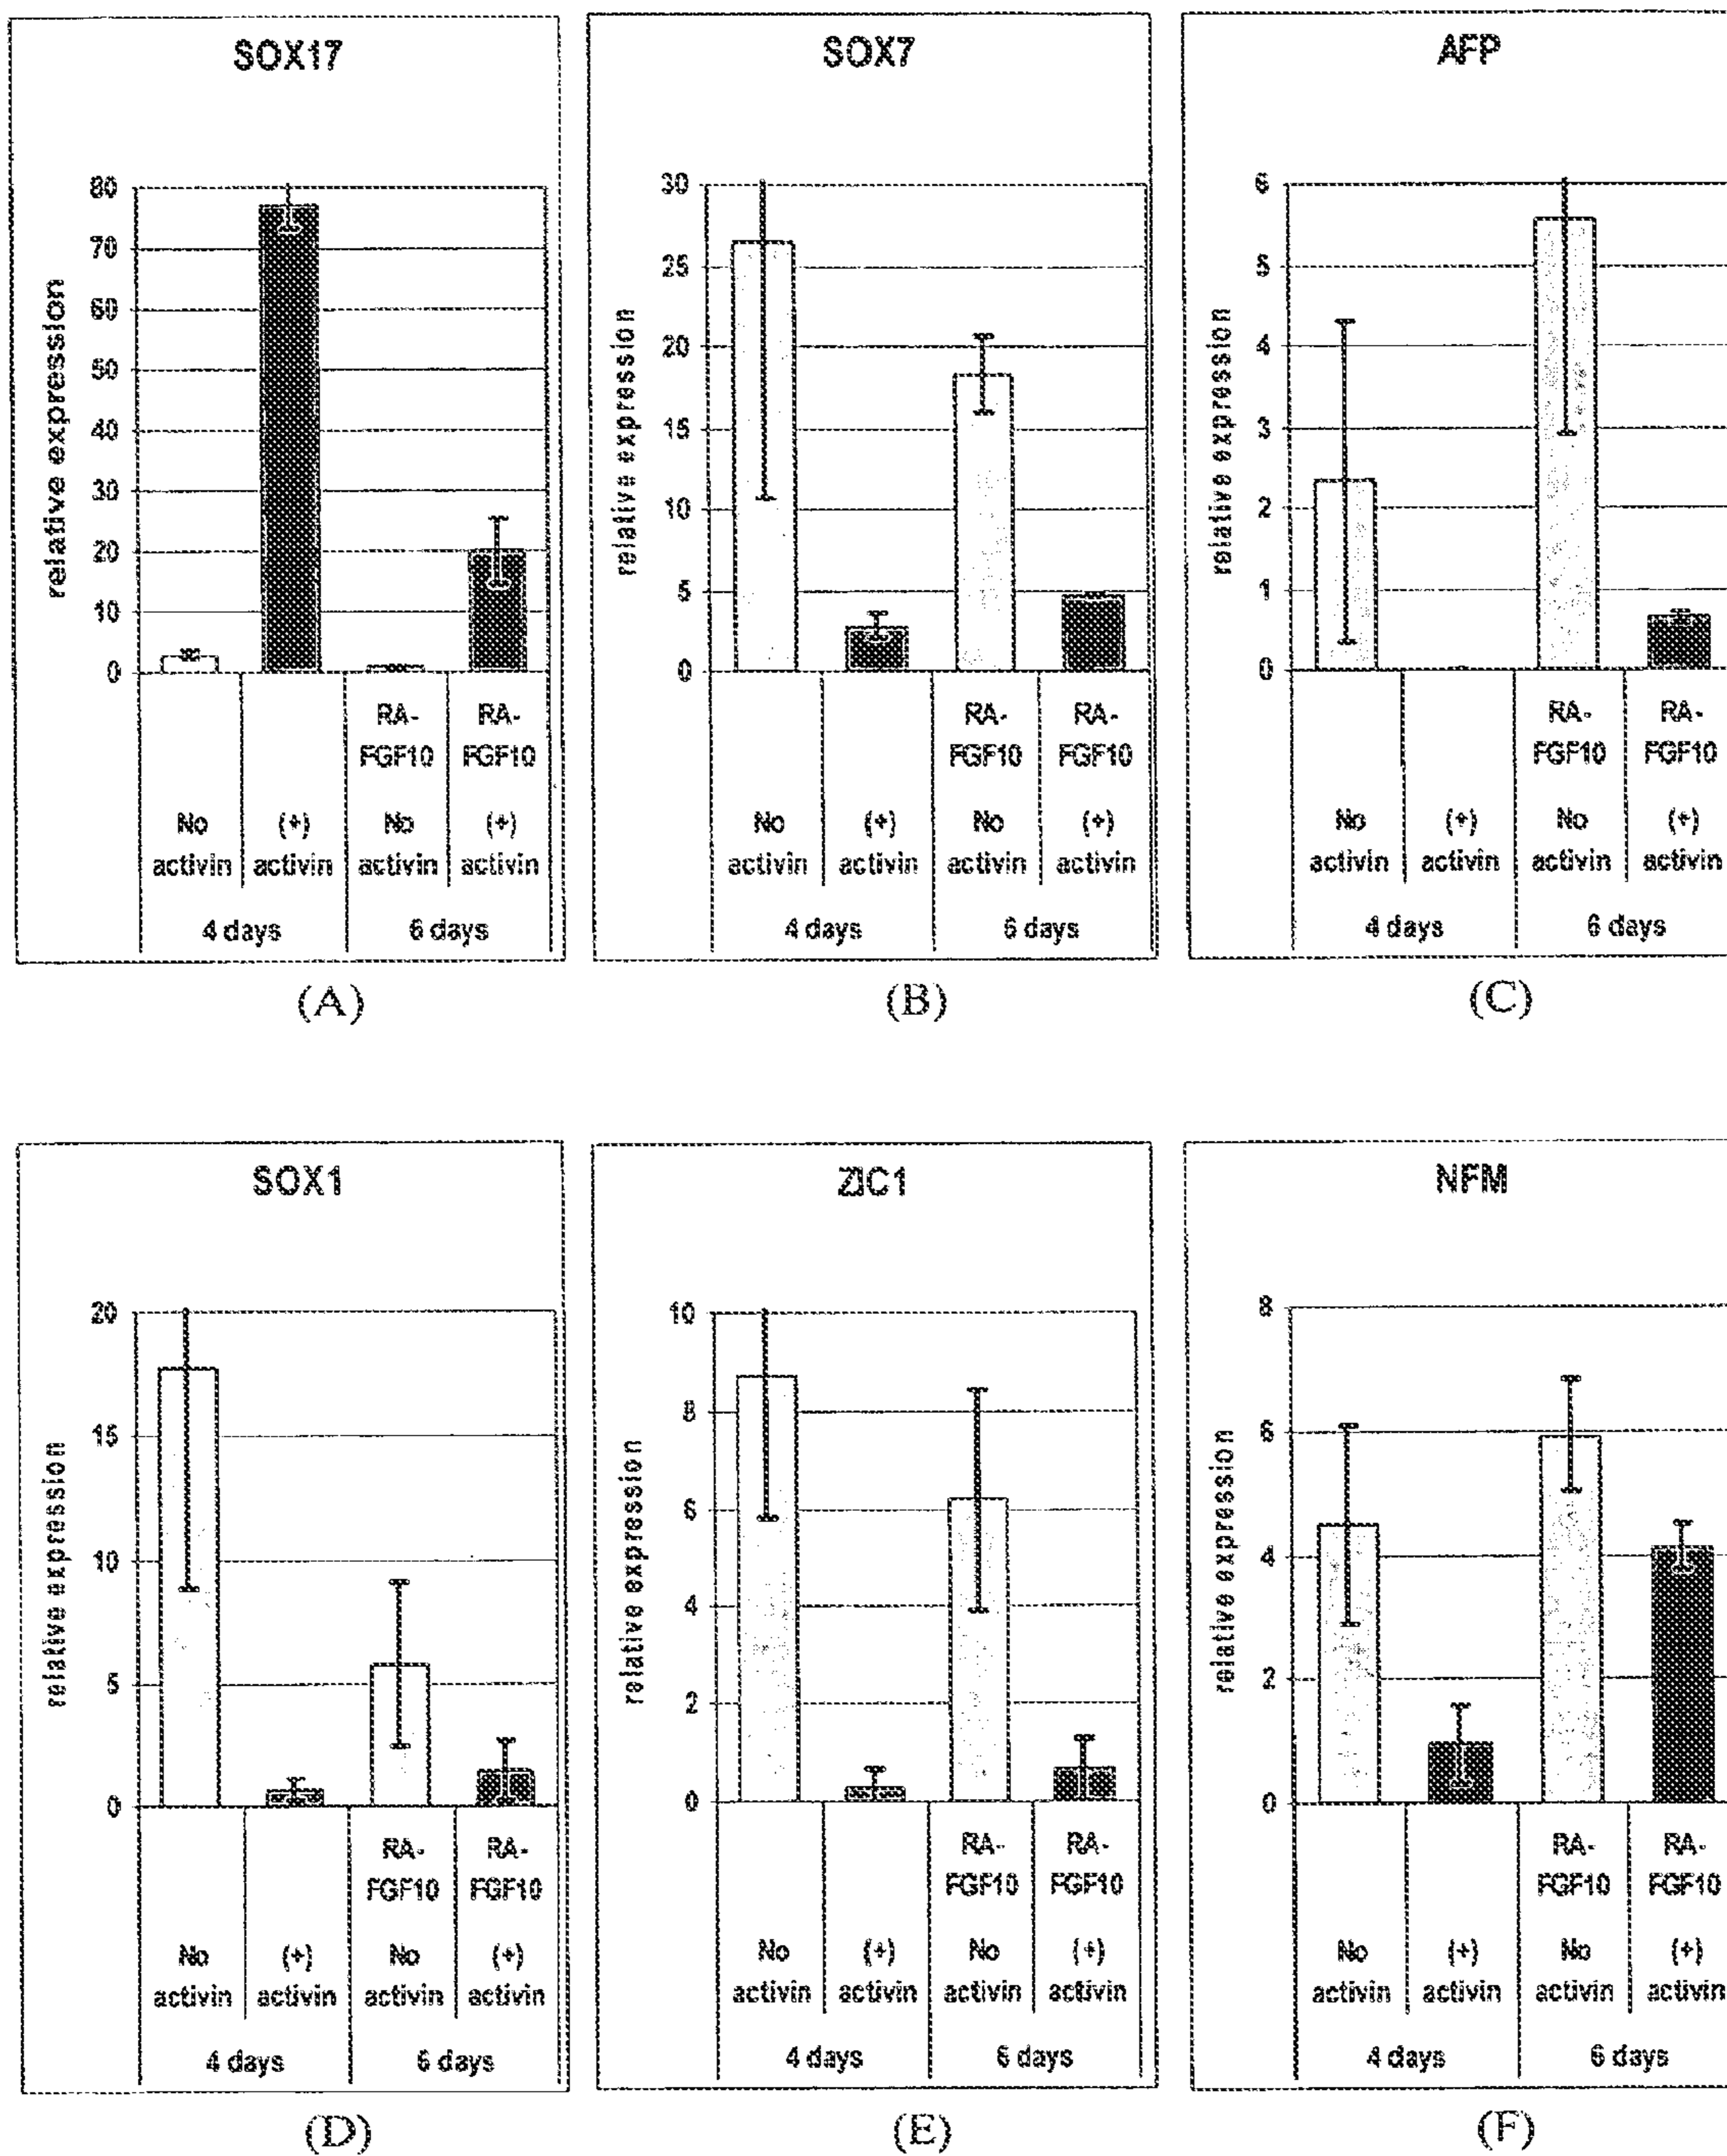 SOX17
relative expression
80
70
60
50
40
30
20
10
0
RA- RA-
FGF10 FGF10
No (+) No (+)
activin activin activin activin
4 days 6 days
(A)
SOX7
relative expression
30
25
20
15
10
5
0
RA- RA-
FGF10 FGF10
No (+) No (+)
activin activin activin activin
4 days 6 days
(B)
AFP
relative expression
6
5
4
3
2
1
0
RA- RA-
FGF10 FGF10
No (+) No (+)
activin activin activin activin
4 days 6 days
(C)
SOX1
relative expression
20
15
10
5
0
RA- RA-
FGF10 FGF10
No (+) No (+)
activin activin activin activin
4 days 6 days
(D)
ZIC1
relative expression
10
8
6
4
2
0
RA- RA-
FGF10 FGF10
No (+) No (+)
activin activin activin activin
4 days 6 days
(E)
NFM
relative expression
8
6
4
2
0
RA- RA-
FGF10 FGF10
No (+) No (+)
activin activin activin activin
4 days 6 days
(F)